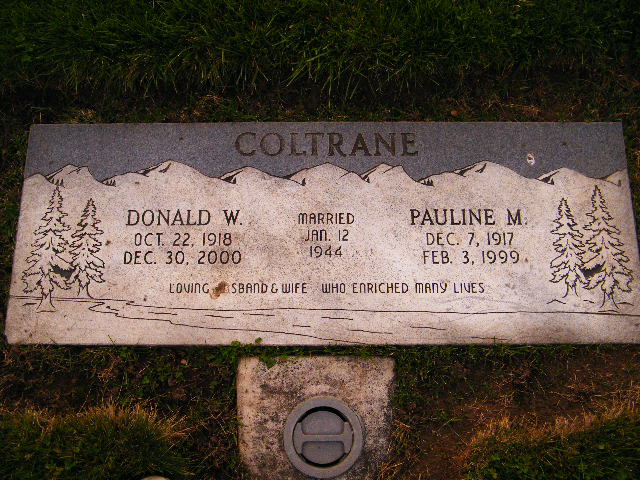 COLTRANE
DONALD W.
OCT. 22, 1918
DEC. 30, 2000
MARRIED
JAN. 12
1944
PAULINE M.
DEC. 7, 1917
FEB. 3, 1999
LOVING HUSBAND & WIFE WHO ENRICHED MANY LIVES